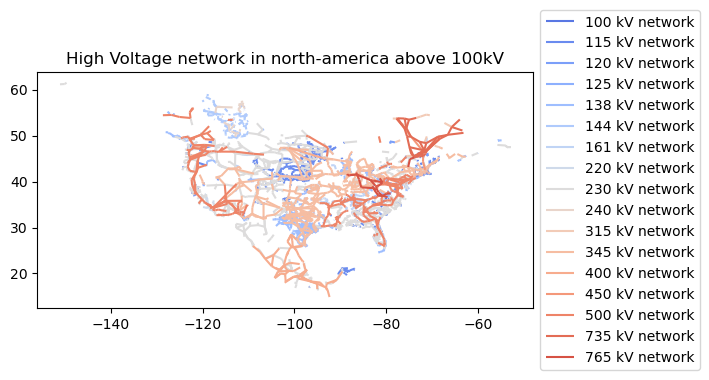 High Voltage network in north-america above 100kV
60
50
40
30
20
−140
−120
−100
−80
−60
100 kV network
115 kV network
120 kV network
125 kV network
138 kV network
144 kV network
161 kV network
220 kV network
230 kV network
240 kV network
315 kV network
345 kV network
400 kV network
450 kV network
500 kV network
735 kV network
765 kV network